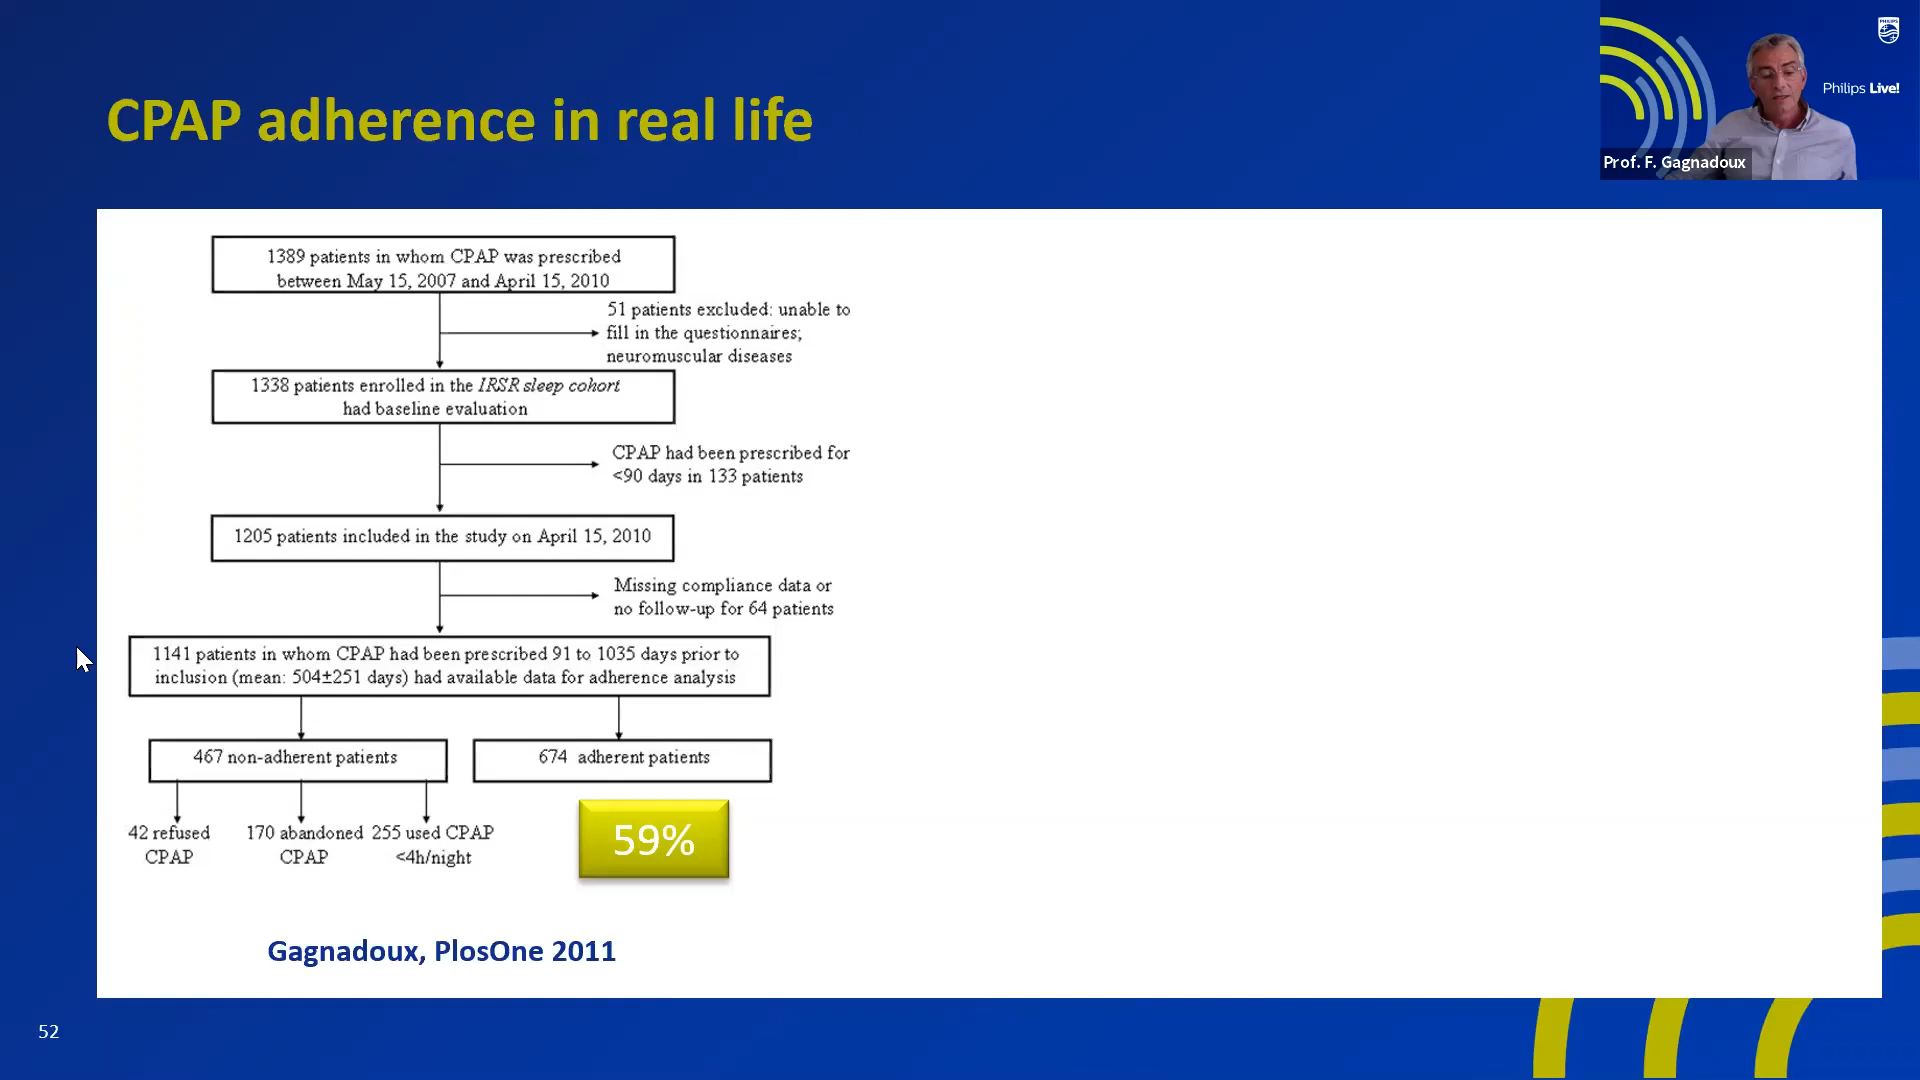 CPAP adherence in real life
PHILIPS
Philips Live!
Prof. F. Gagnadoux
1389 patients in whom CPAP was prescribed
between May 15, 2007 and April 15, 2010
51 patients excluded: unable to
fill in the questionnaires;
neuromuscular diseases
1338 patients enrolled in the IRSR sleep cohort
had baseline evaluation
CPAP had been prescribed for
<90 days in 133 patients
1205 patients included in the study on April 15, 2010
Missing compliance data or
no follow-up for 64 patients
1141 patients in whom CPAP had been prescribed 91 to 1035 days prior to
inclusion (mean: 504±251 days) had available data for adherence analysis
467 non-adherent patients
674 adherent patients
42 refused
CPAP
170 abandoned
CPAP
255 used CPAP
<4h/night
59%
Gagnadoux, PlosOne 2011
52